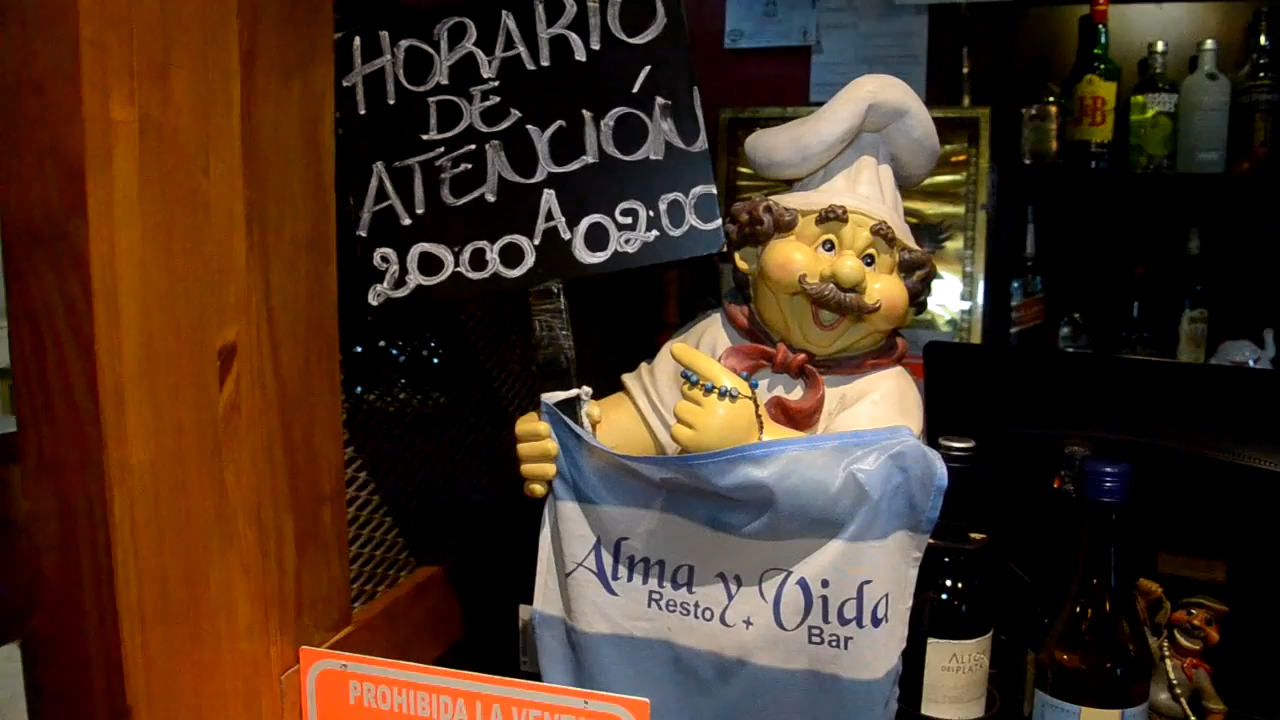 HORARIO
DE
ATENCIÓN
20:00 A 02:00
J&B
Alma y Vida
Resto + Bar
ALTOS
DEL PLATA
PROHIBIDA LA VENTA